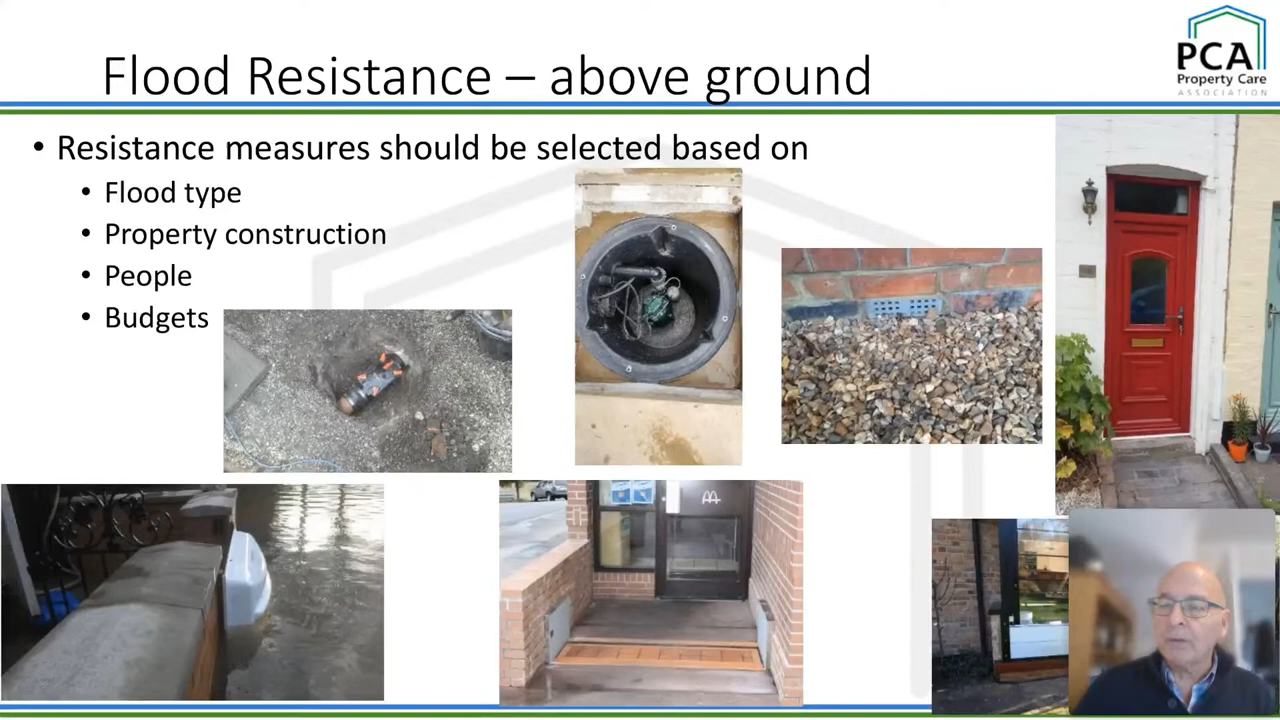 Flood Resistance – above ground
PCA
Property Care
ASSOCIATION
• Resistance measures should be selected based on
• Flood type
• Property construction
• People
• Budgets